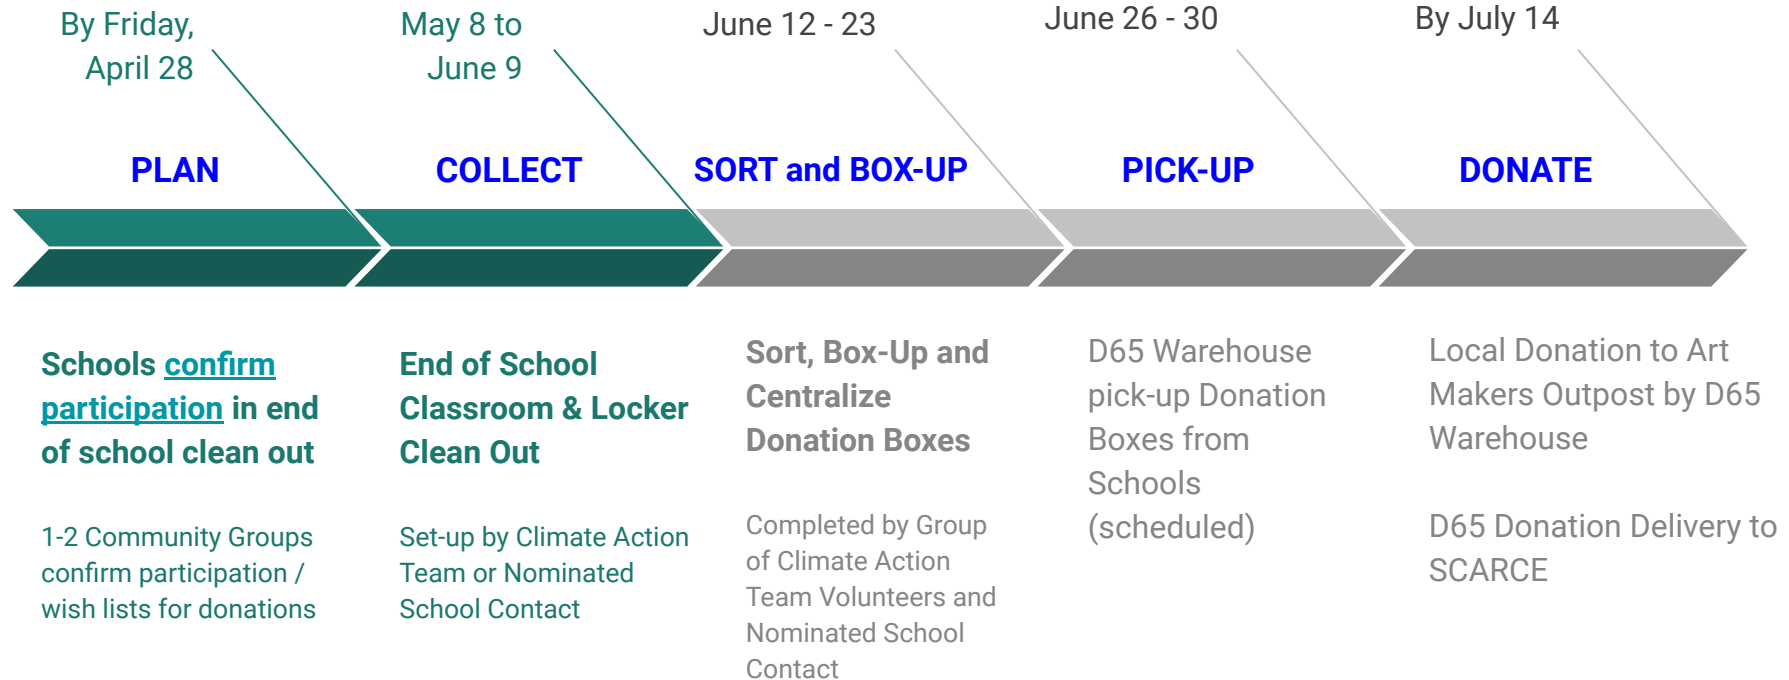 By Friday,
April 28
May 8 to
June 9
June 12 - 23
June 26 - 30
By July 14
PLAN
COLLECT
SORT and BOX-UP
PICK-UP
DONATE
Schools confirm
participation in end
of school clean out
1-2 Community Groups
confirm participation /
wish lists for donations
End of School
Classroom & Locker
Clean Out
Set-up by Climate Action
Team or Nominated
School Contact
Sort, Box-Up and
Centralize
Donation Boxes
Completed by Group
of Climate Action
Team Volunteers and
Nominated School
Contact
D65 Warehouse
pick-up Donation
Boxes from
Schools
(scheduled)
Local Donation to Art
Makers Outpost by D65
Warehouse
D65 Donation Delivery to
SCARCE